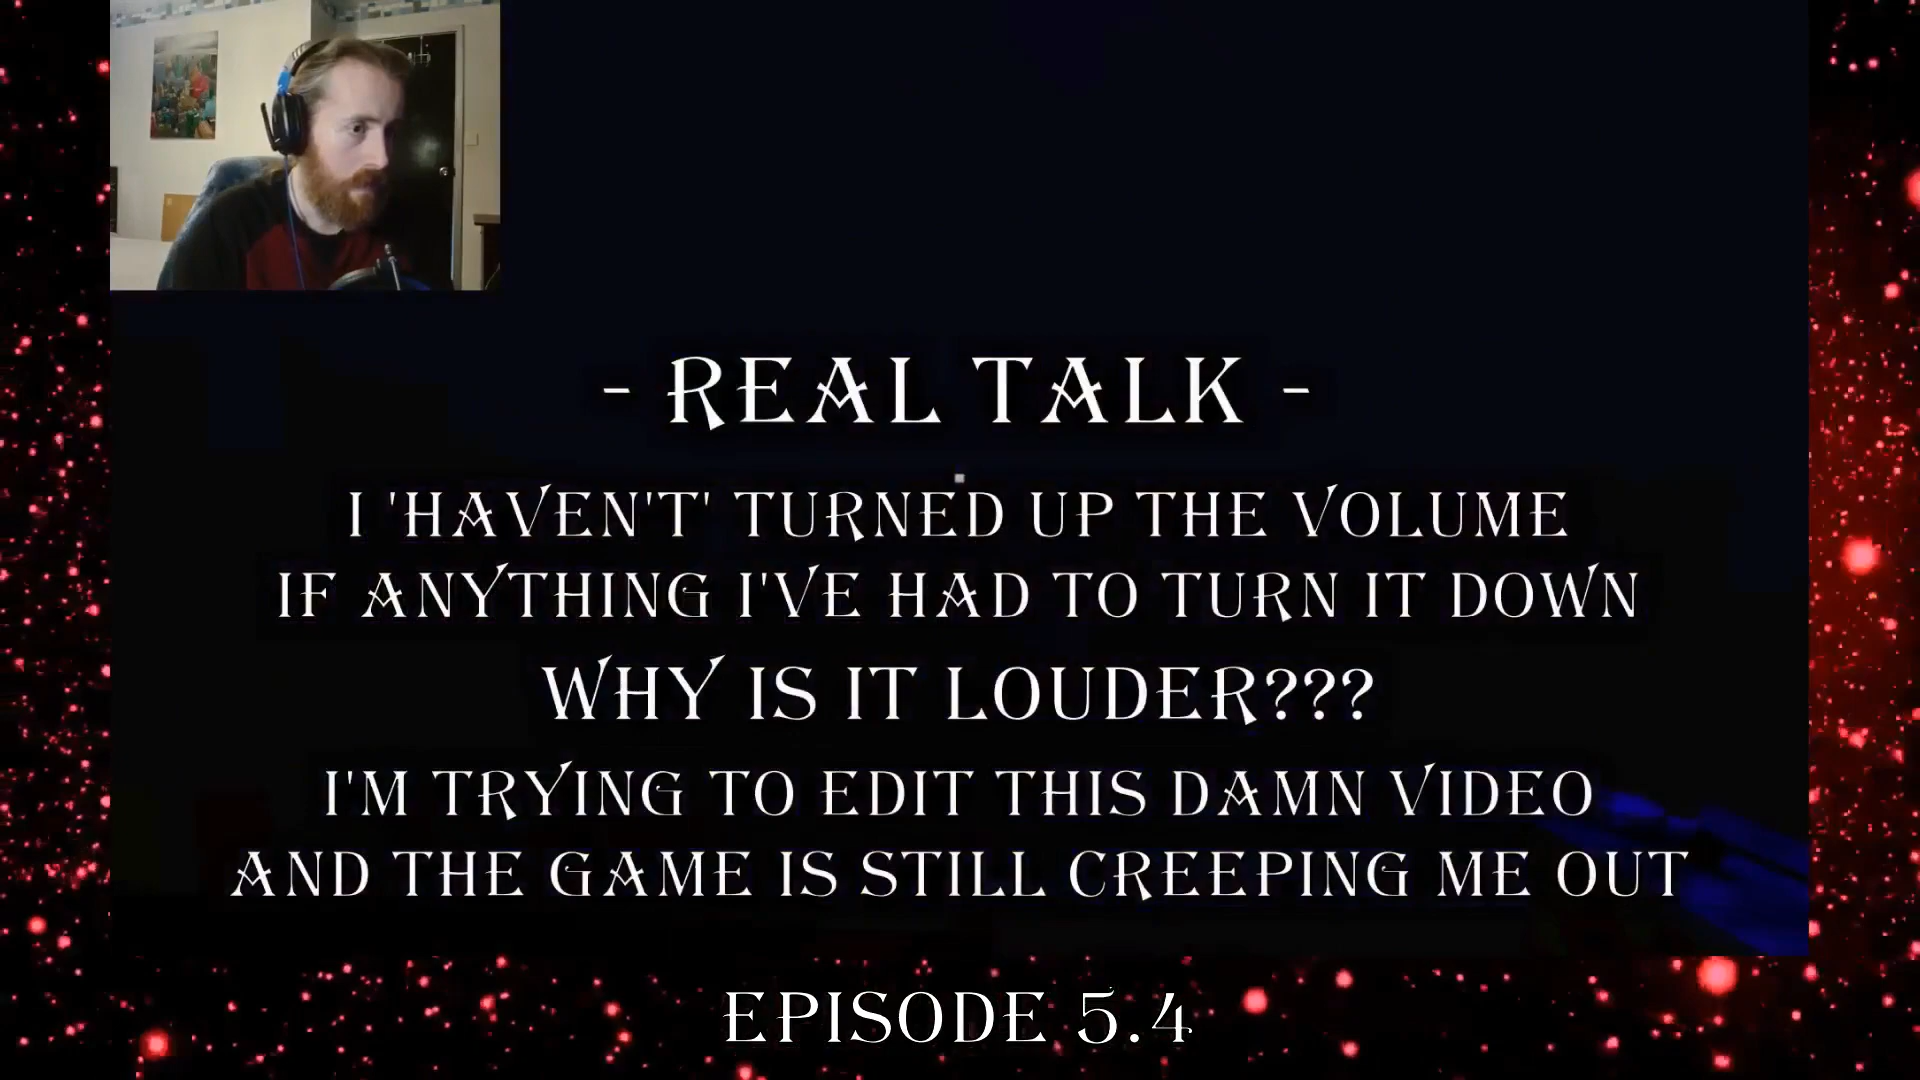 - REAL TALK -
I 'HAVEN'T' TURNED UP THE VOLUME
IF ANYTHING I'VE HAD TO TURN IT DOWN
WHY IS IT LOUDER???
I'M TRYING TO EDIT THIS DAMN VIDEO
AND THE GAME IS STILL CREEPING ME OUT
EPISODE 5.4